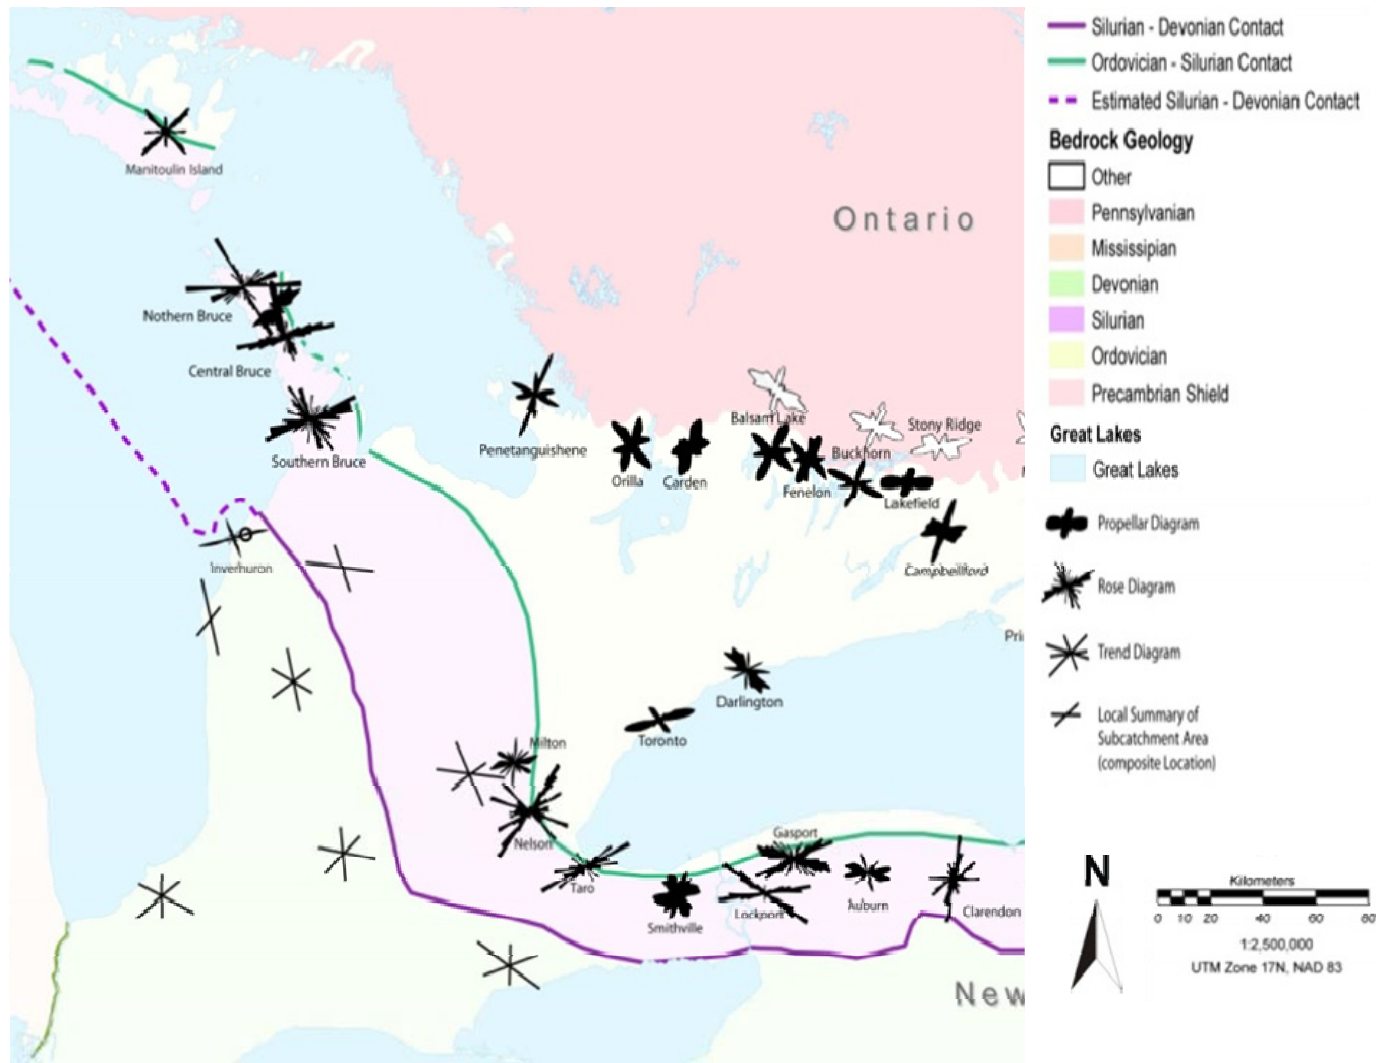 Manitoulin Island
Ontario
Nothern Bruce
Central Bruce
Southern Bruce
Penetanguishene
Orilla
Carden
Balsam Lake
Fenelon
Buckhorn
Stony Ridge
Lakefield
Campbellford
Inverhuron
Pri
Darlington
Toronto
Milton
Nelson
Taro
Smithville
Gasport
Lockport
Auburn
Clarendon
New
Silurian - Devonian Contact
Ordovician - Silurian Contact
Estimated Silurian - Devonian Contact
Bedrock Geology
Other
Pennsylvanian
Mississipian
Devonian
Silurian
Ordovician
Precambrian Shield
Great Lakes
Great Lakes
Propellar Diagram
Rose Diagram
Trend Diagram
Local Summary of
Subcatchment Area
(composite Location)
N
Kilometers
0 10 20 40 60 80
1:2,500,000
UTM Zone 17N, NAD 83